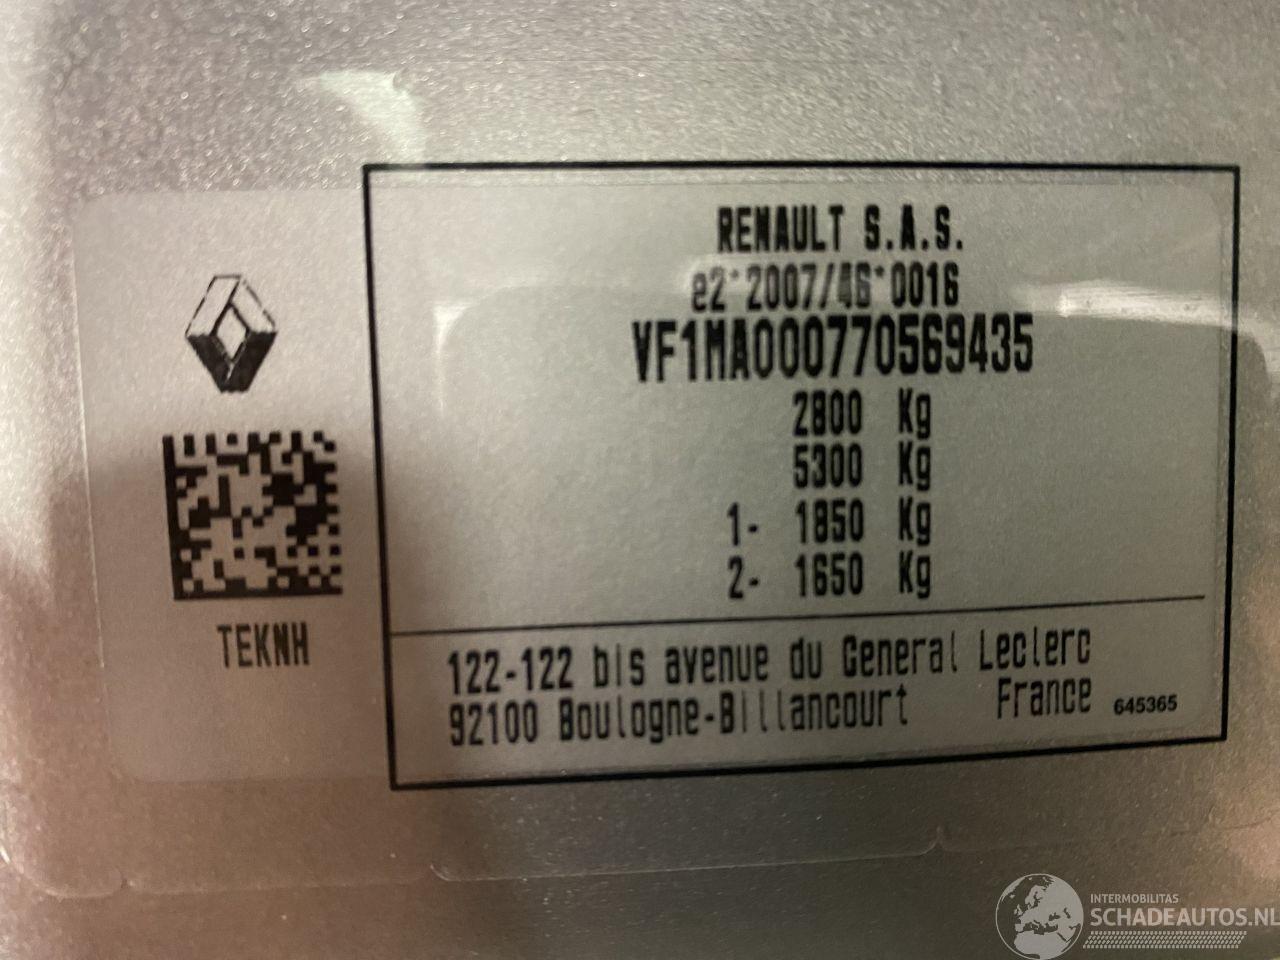 RENAULT S.A.S.
e2*2007/46*0016
VF1MA000770569435
2800 Kg
5300 Kg
1- 1850 Kg
2- 1650 Kg
TEKNH
122-122 bis avenue du General Leclerc
92100 Boulogne-Billancourt France 645365
INTERMOBILITAS
SCHADEAUTOS.NL